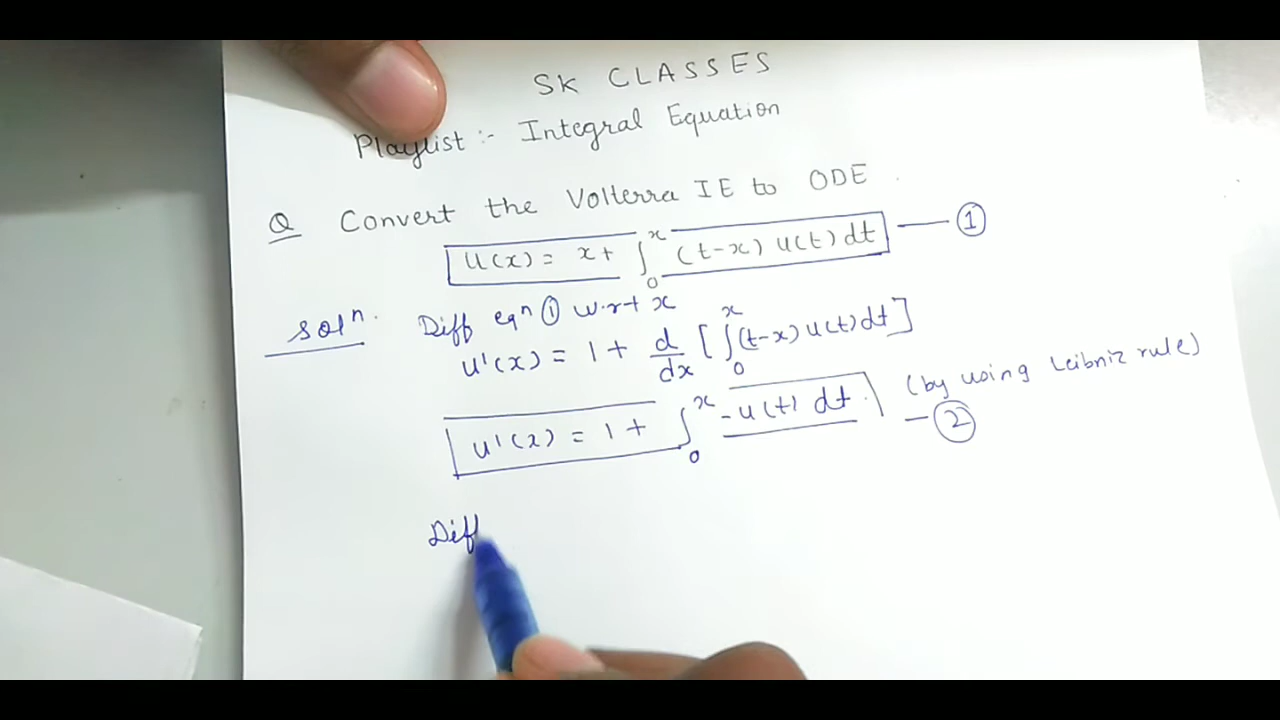 SK CLASSES
Playlist :- Integral Equation
Q Convert the Volterra IE to ODE .
u(x) = x + ∫₀ˣ (t-x) u(t) dt — ①
Solⁿ. Diff eqⁿ ① w.r.t x
u'(x) = 1 + d/dx [ ∫₀ˣ (t-x) u(t) dt ]
u'(x) = 1 + ∫₀ˣ -u(t) dt . (by using Leibniz rule) — ②
Diff